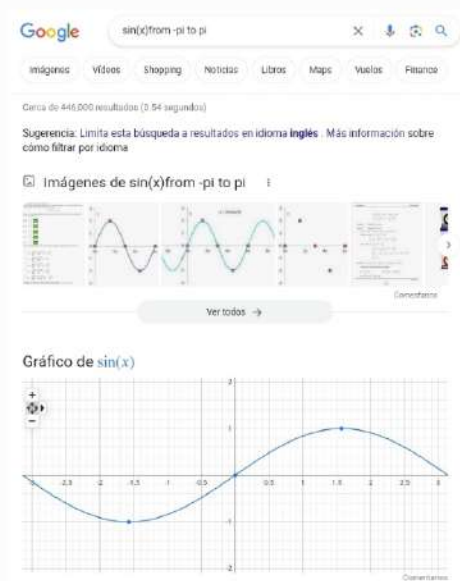 Google
sin(x)from -pi to pi
Imágenes Vídeos Shopping Noticias Libros Maps Vuelos Finance
Cerca de 446,000 resultados (0.54 segundos)
Sugerencia: Limita esta búsqueda a resultados en idioma inglés . Más información sobre
cómo filtrar por idioma
Imágenes de sin(x)from -pi to pi
Comentarios
Ver todos →
Gráfico de sin(x)
+
−
2
1
-3 -2.5 -2 -1.5 -1 -0.5 0 0.5 1 1.5 2 2.5 3
-1
-2
Comentarios